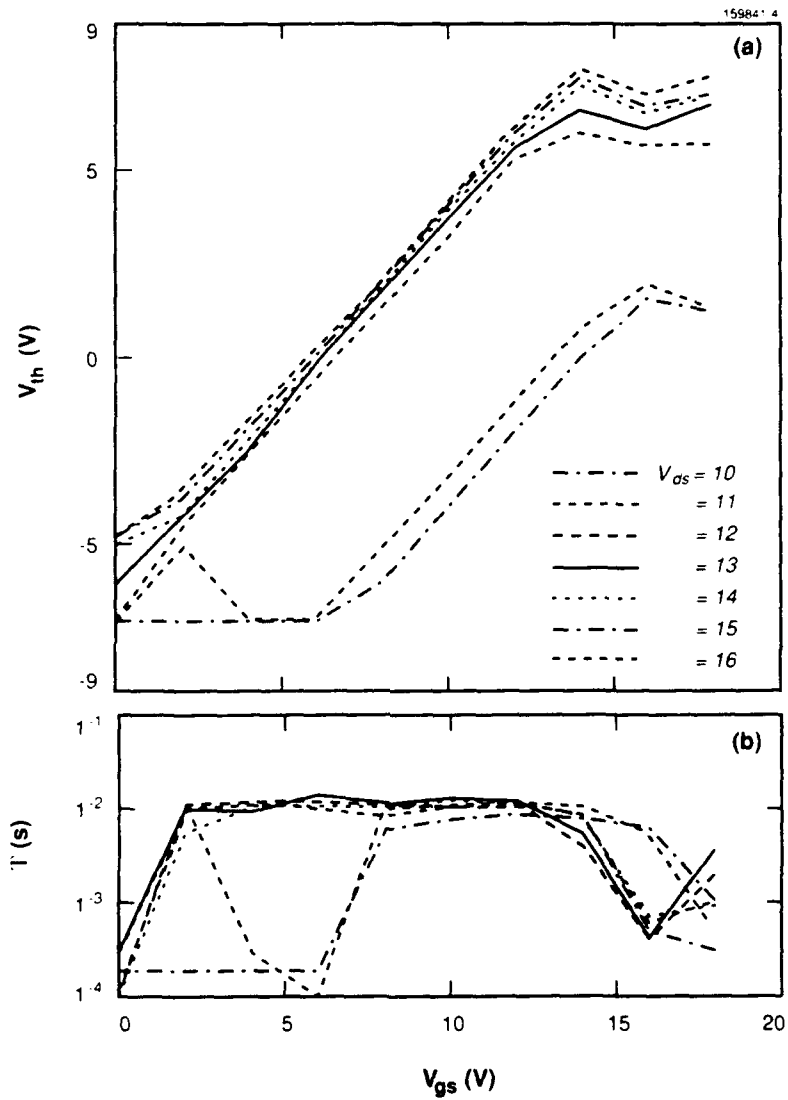 159841 4
(a)
9
5
0
-5
-9
V_th (V)
V_ds = 10
= 11
= 12
= 13
= 14
= 15
= 16
(b)
1^-1
1^-2
1^-3
1^-4
T (s)
0 5 10 15 20
V_gs (V)